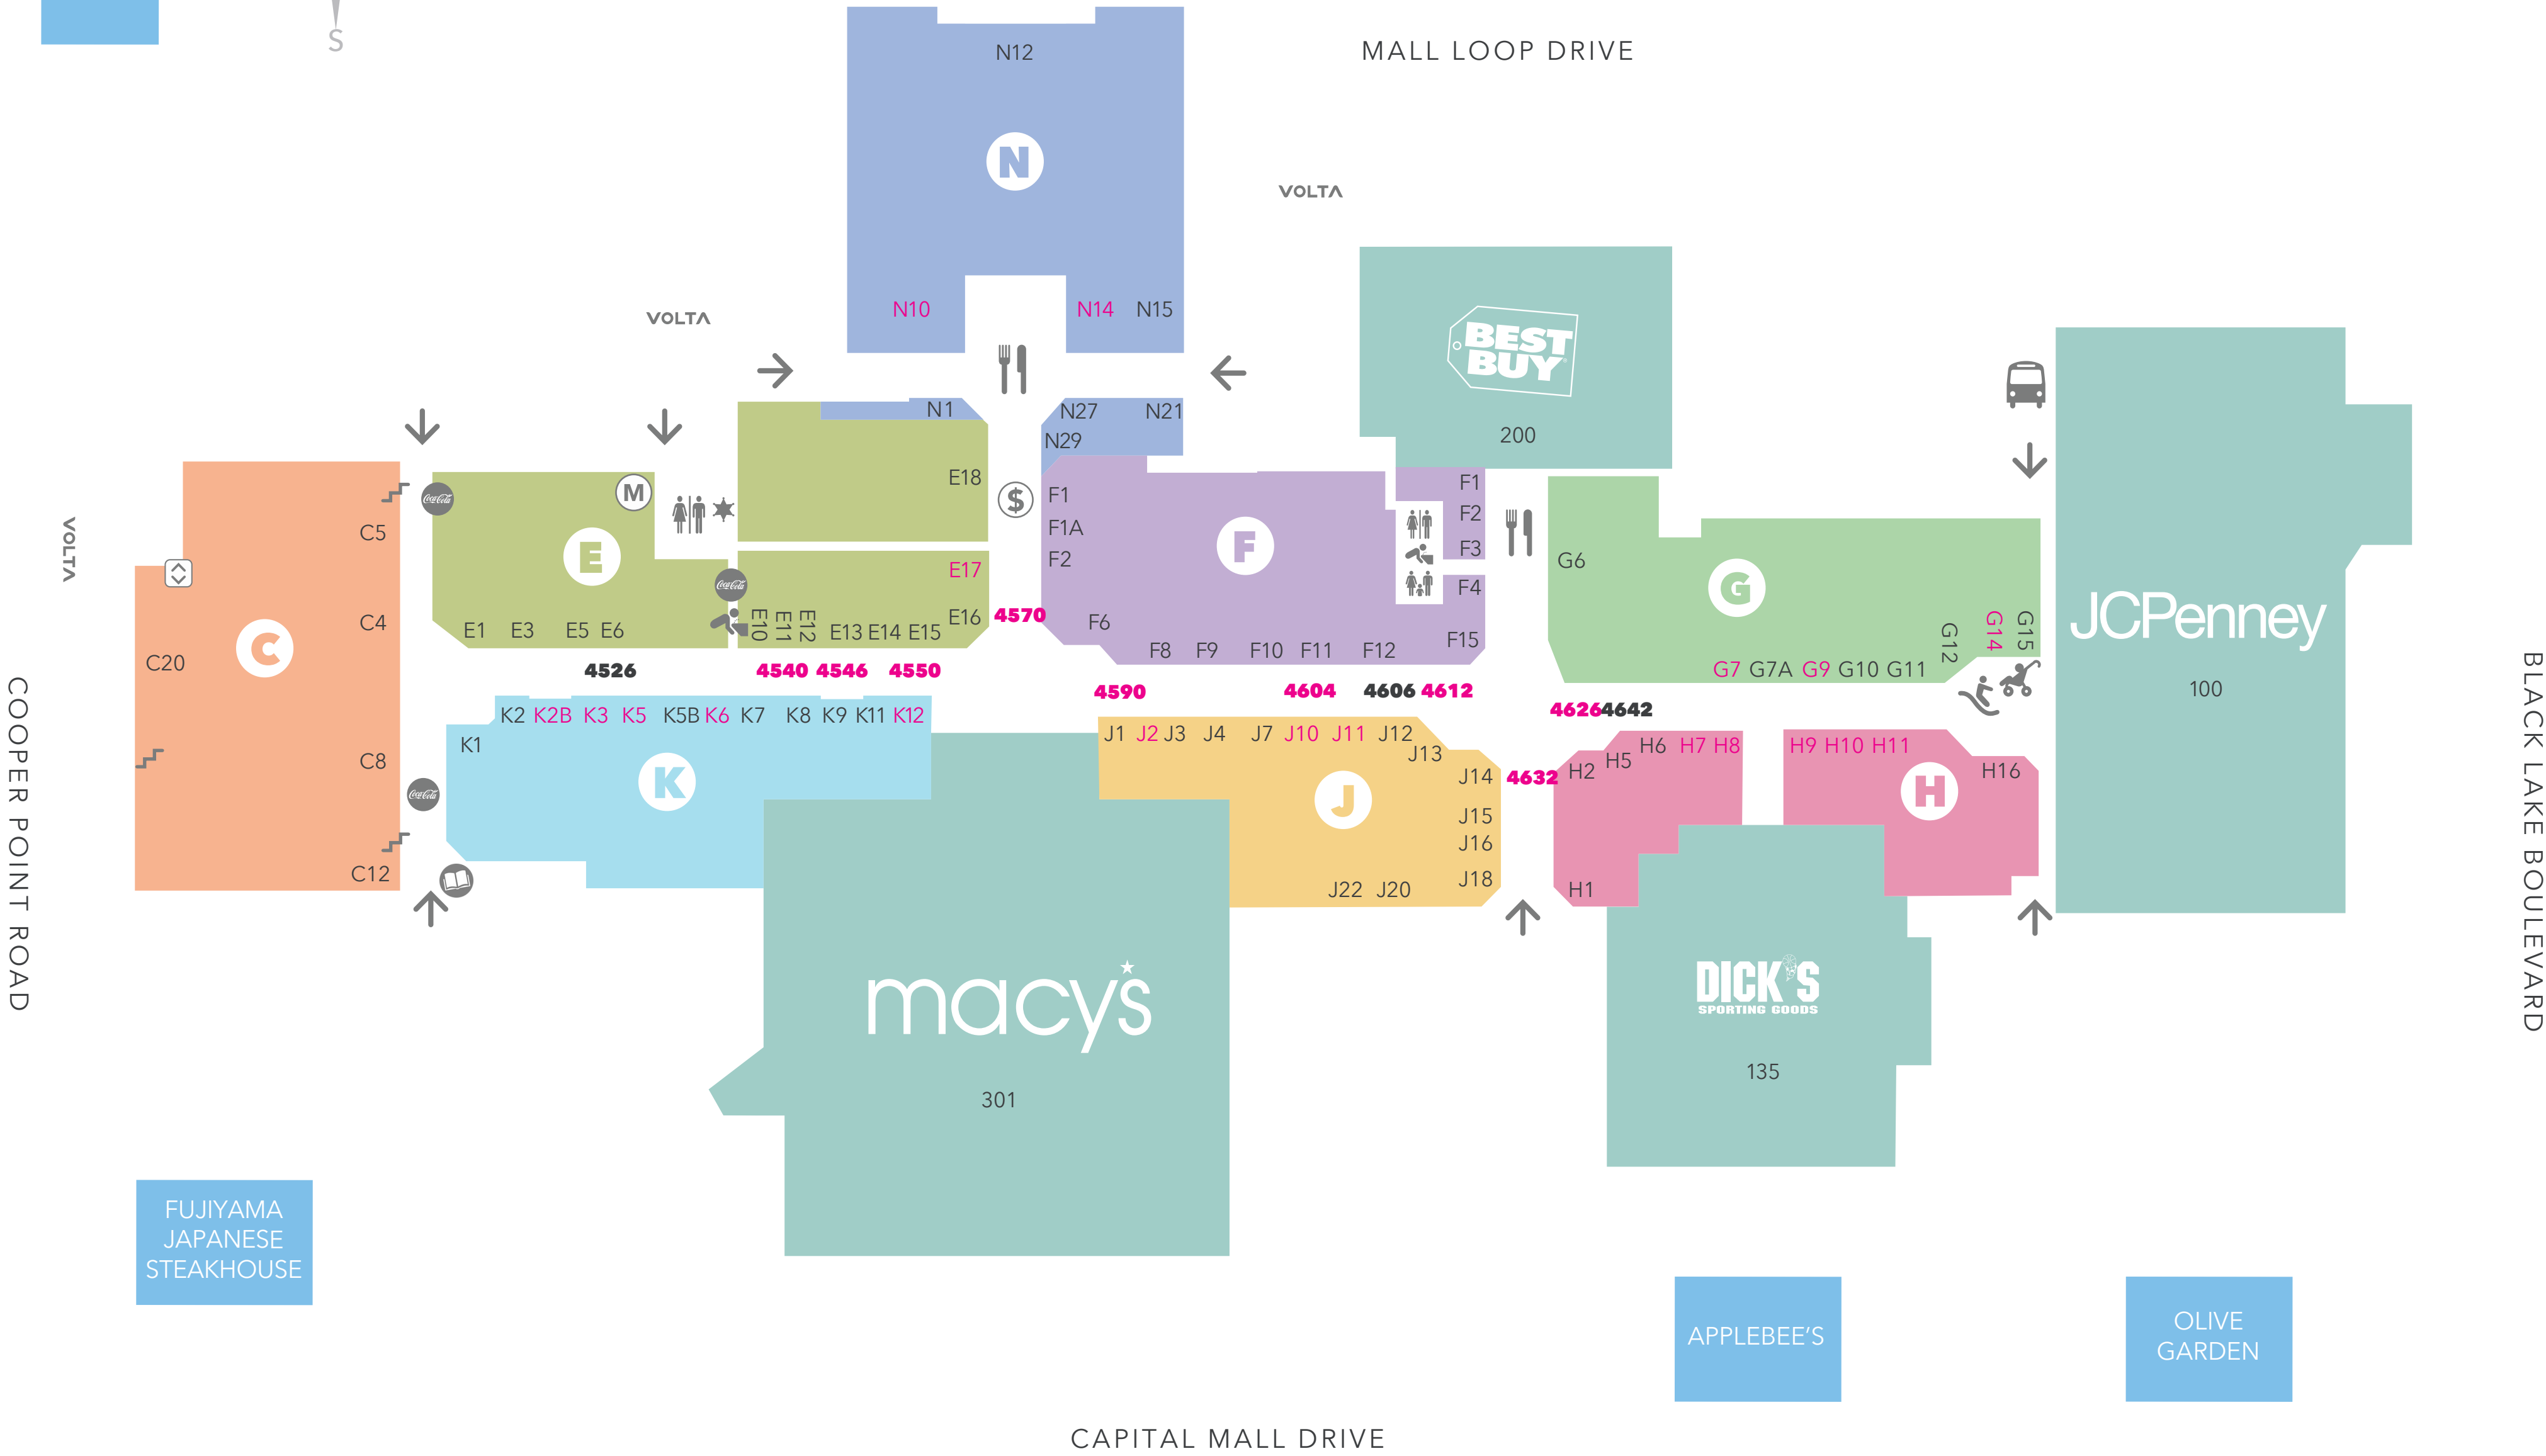 S
MALL LOOP DRIVE
N12
N
VOLTA
N10
N14
N15
VOLTA
BEST
BUY
200
N1
N27
N21
N29
E18
M
Coca-Cola
$
F1
F1A
F2
F
F1
F2
F3
F4
C5
VOLTA
E
E17
Coca-Cola
G6
G
JCPenney
100
C4
C
C20
E1
E3
E5
E6
E10
E11
E12
E13
E14
E15
E16
4570
F6
F8
F9
F10
F11
F12
F15
G7
G7A
G9
G10
G11
G12
G14
G15
4526
4540
4546
4550
4590
4604
4606
4612
4626
4642
COOPER POINT ROAD
BLACK LAKE BOULEVARD
K1
K2
K2B
K3
K5
K5B
K6
K7
K8
K9
K11
K12
K
J1
J2
J3
J4
J7
J10
J11
J12
J13
J14
J15
J16
J18
J20
J22
J
4632
H1
H2
H5
H6
H7
H8
H9
H10
H11
H16
H
C8
Coca-Cola
C12
macy's
301
DICK'S
SPORTING GOODS
135
FUJIYAMA
JAPANESE
STEAKHOUSE
APPLEBEE'S
OLIVE
GARDEN
CAPITAL MALL DRIVE